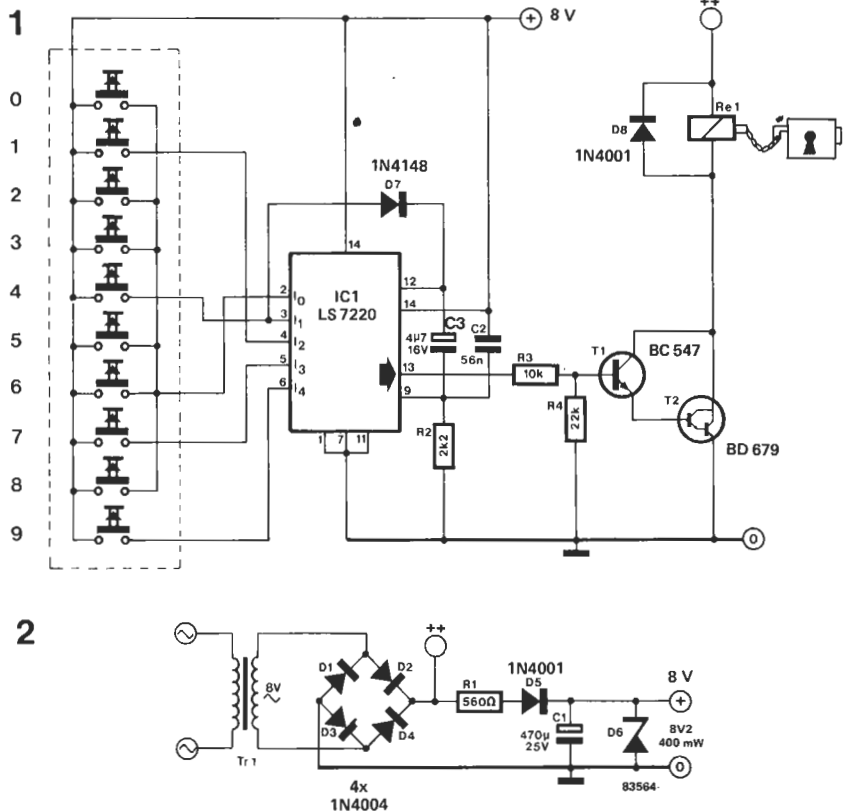 1
8 V
++
0
1
2
3
4
5
6
7
8
9
D8
1N4001
Re 1
1N4148
D7
14
IC1
LS 7220
2
I0
3
I1
4
I2
5
I3
6
I4
12
14
13
9
1
7
11
C3
4µ7
16V
C2
56n
R2
2k2
R3
10k
R4
22k
T1
BC 547
T2
BD 679
0
2
++
8V
~
Tr 1
D1
D2
D3
D4
4x
1N4004
R1
560Ω
1N4001
D5
C1
470µ
25V
D6
8 V
+
8V2
400 mW
0
83564